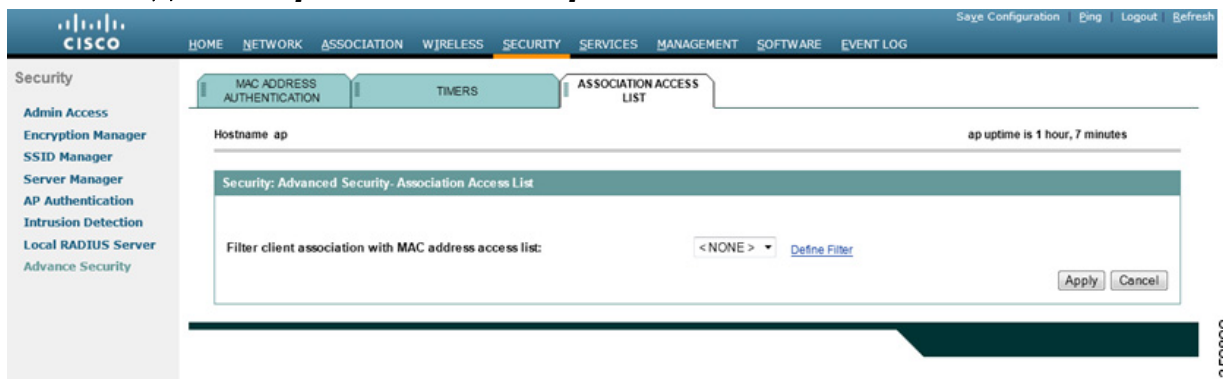 Save Configuration | Ping | Logout | Refresh
CISCO
HOME NETWORK ASSOCIATION WIRELESS SECURITY SERVICES MANAGEMENT SOFTWARE EVENT LOG
Security
Admin Access
Encryption Manager
SSID Manager
Server Manager
AP Authentication
Intrusion Detection
Local RADIUS Server
Advance Security
MAC ADDRESS
AUTHENTICATION
TIMERS
ASSOCIATION ACCESS
LIST
Hostname ap
ap uptime is 1 hour, 7 minutes
Security: Advanced Security- Association Access List
Filter client association with MAC address access list:
< NONE >
Define Filter
Apply Cancel